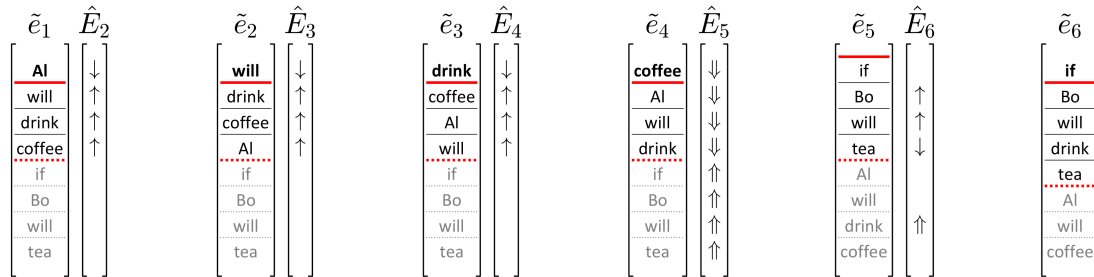 ẽ₁ Ê₂ ẽ₂ Ê₃ ẽ₃ Ê₄ ẽ₄ Ê₅ ẽ₅ Ê₆ ẽ₆
Al ↓ will ↓ drink ↓ coffee ⇓ if
will ↑ drink ↑ coffee ↑ Al ⇓ if Bo
drink ↑ coffee ↑ Al ↑ will ⇓ Bo ↑ will
coffee ↑ Al ↑ will ↑ drink ⇓ will ↑ drink
if if if if ⇑ tea ↓ tea
Bo Bo Bo Bo ⇑ Al Al
will will will will ⇑ will will
tea tea tea tea ⇑ drink ⇑ coffee
coffee